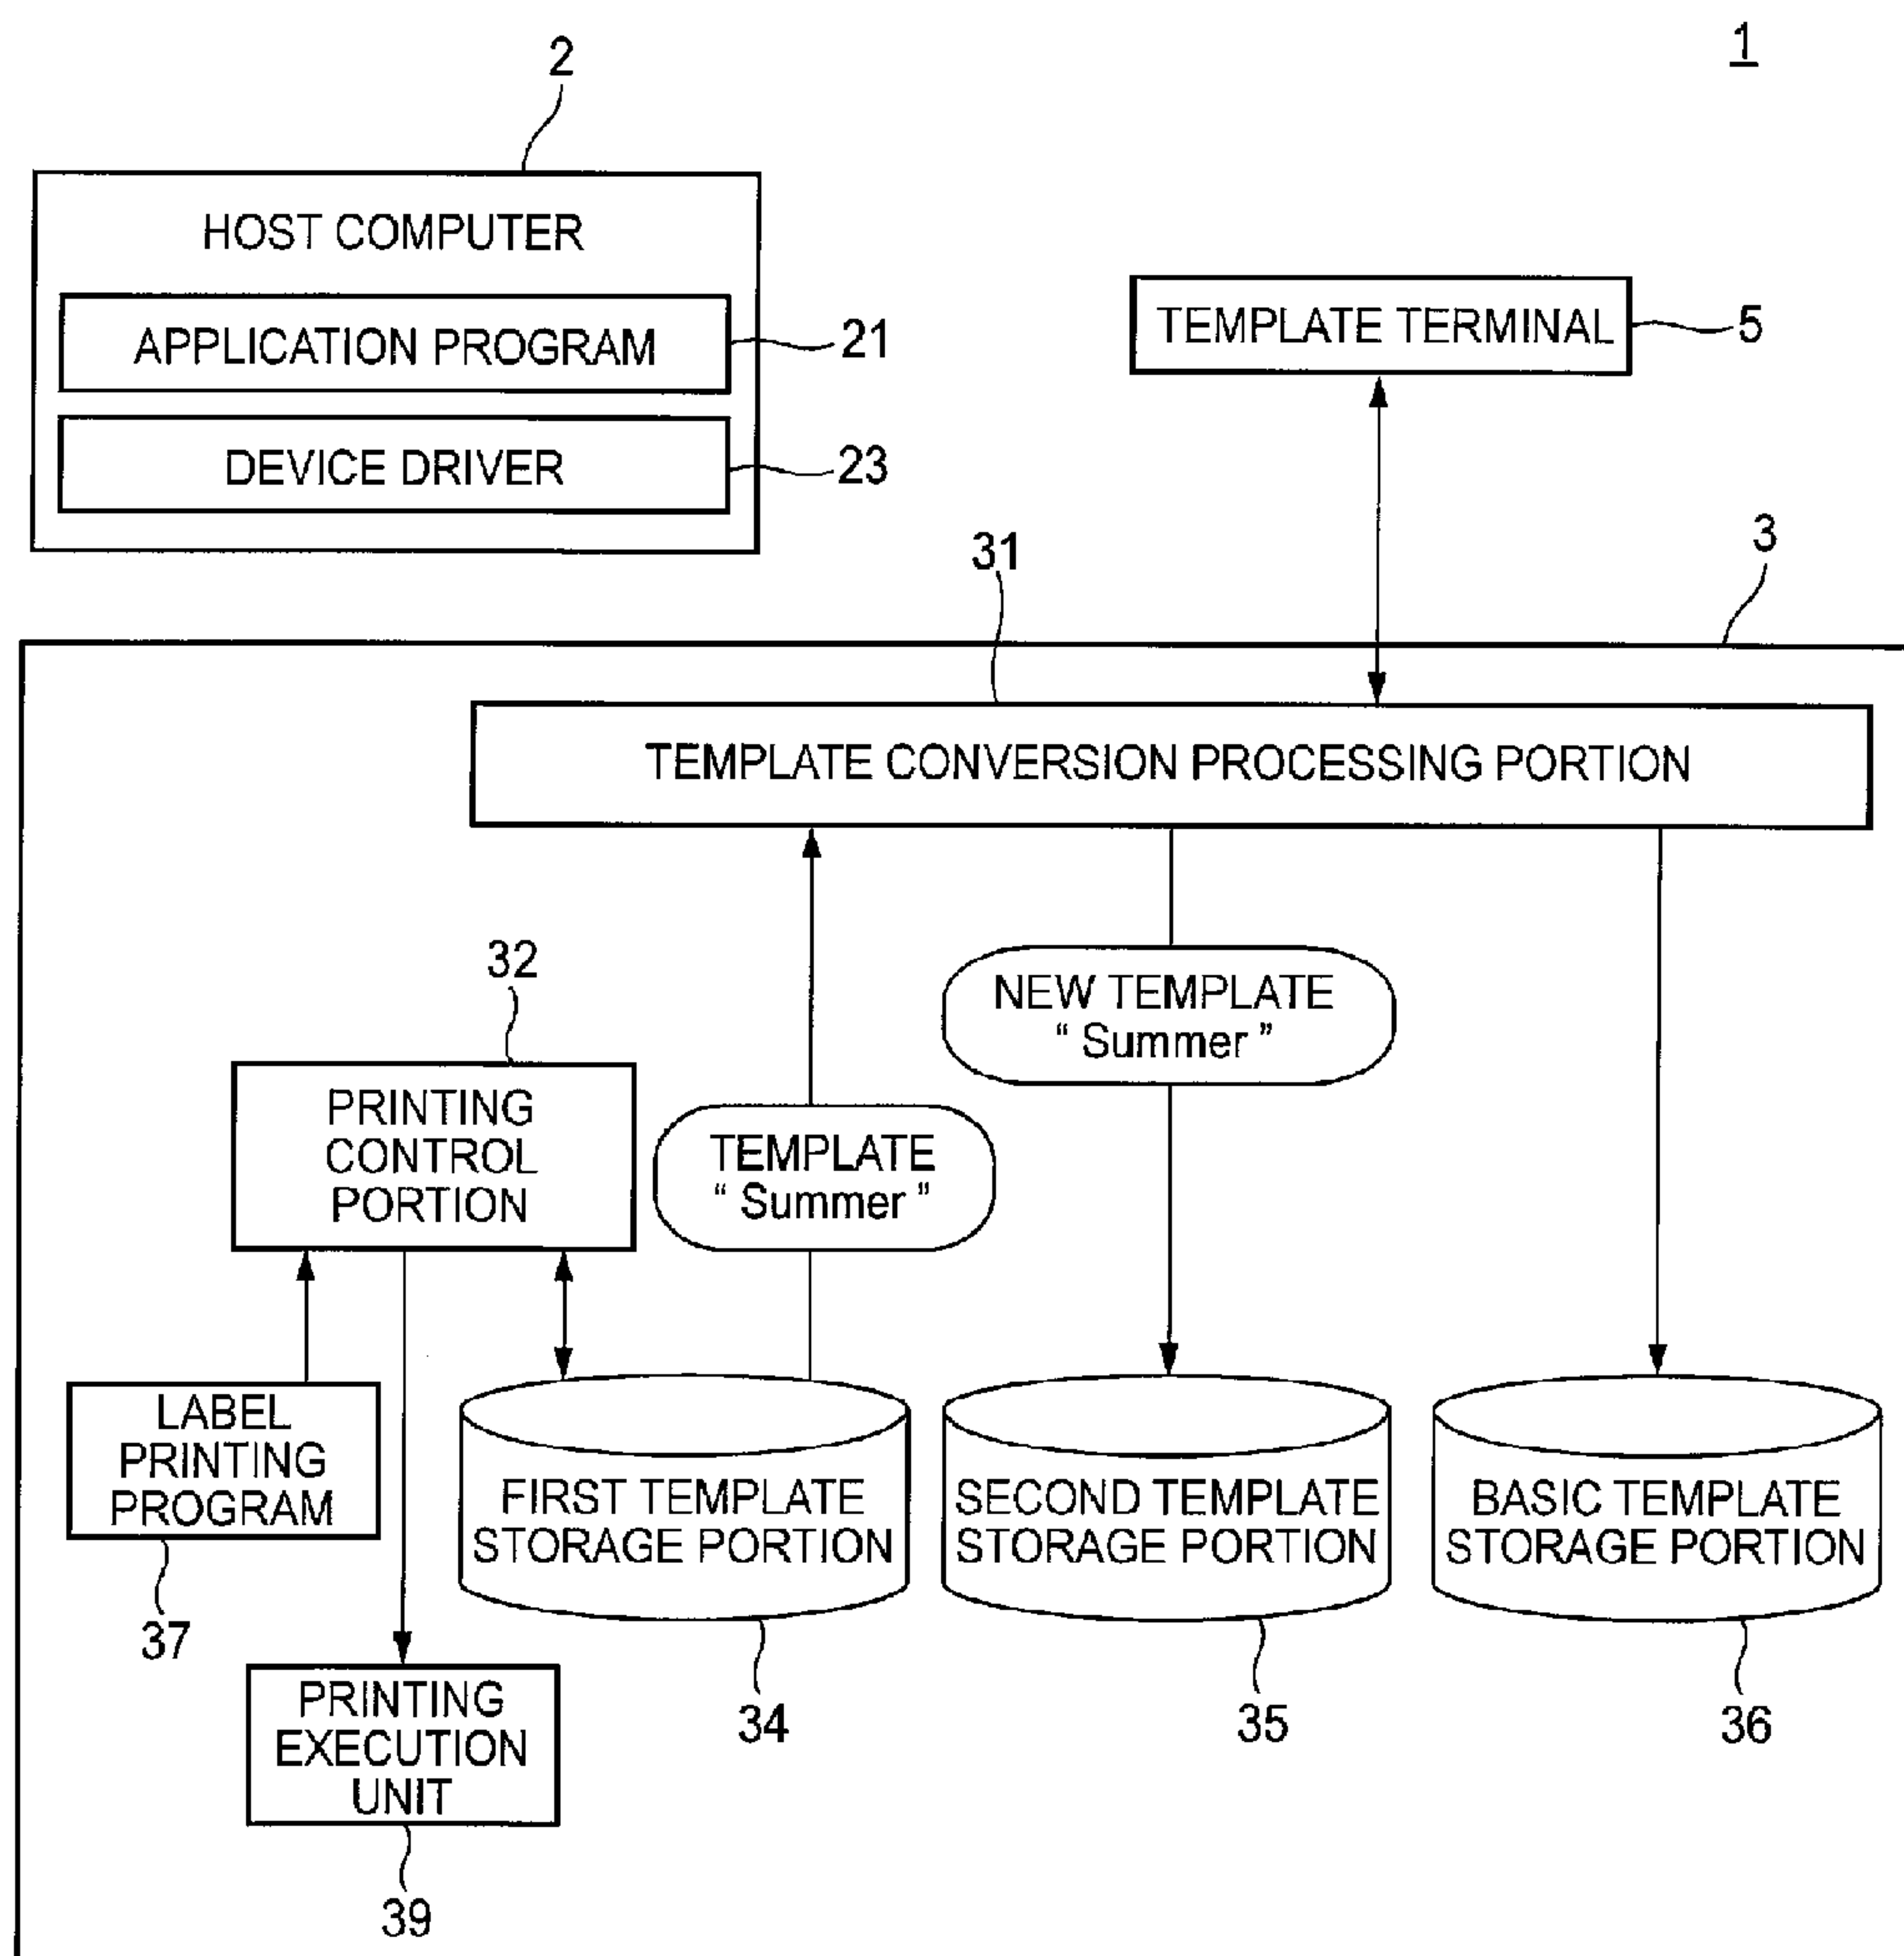 1
2
HOST COMPUTER
APPLICATION PROGRAM
21
DEVICE DRIVER
23
TEMPLATE TERMINAL
5
3
31
TEMPLATE CONVERSION PROCESSING PORTION
32
PRINTING
CONTROL
PORTION
TEMPLATE
“ Summer ”
NEW TEMPLATE
“ Summer ”
LABEL
PRINTING
PROGRAM
37
FIRST TEMPLATE
STORAGE PORTION
34
SECOND TEMPLATE
STORAGE PORTION
35
BASIC TEMPLATE
STORAGE PORTION
36
PRINTING
EXECUTION
UNIT
39